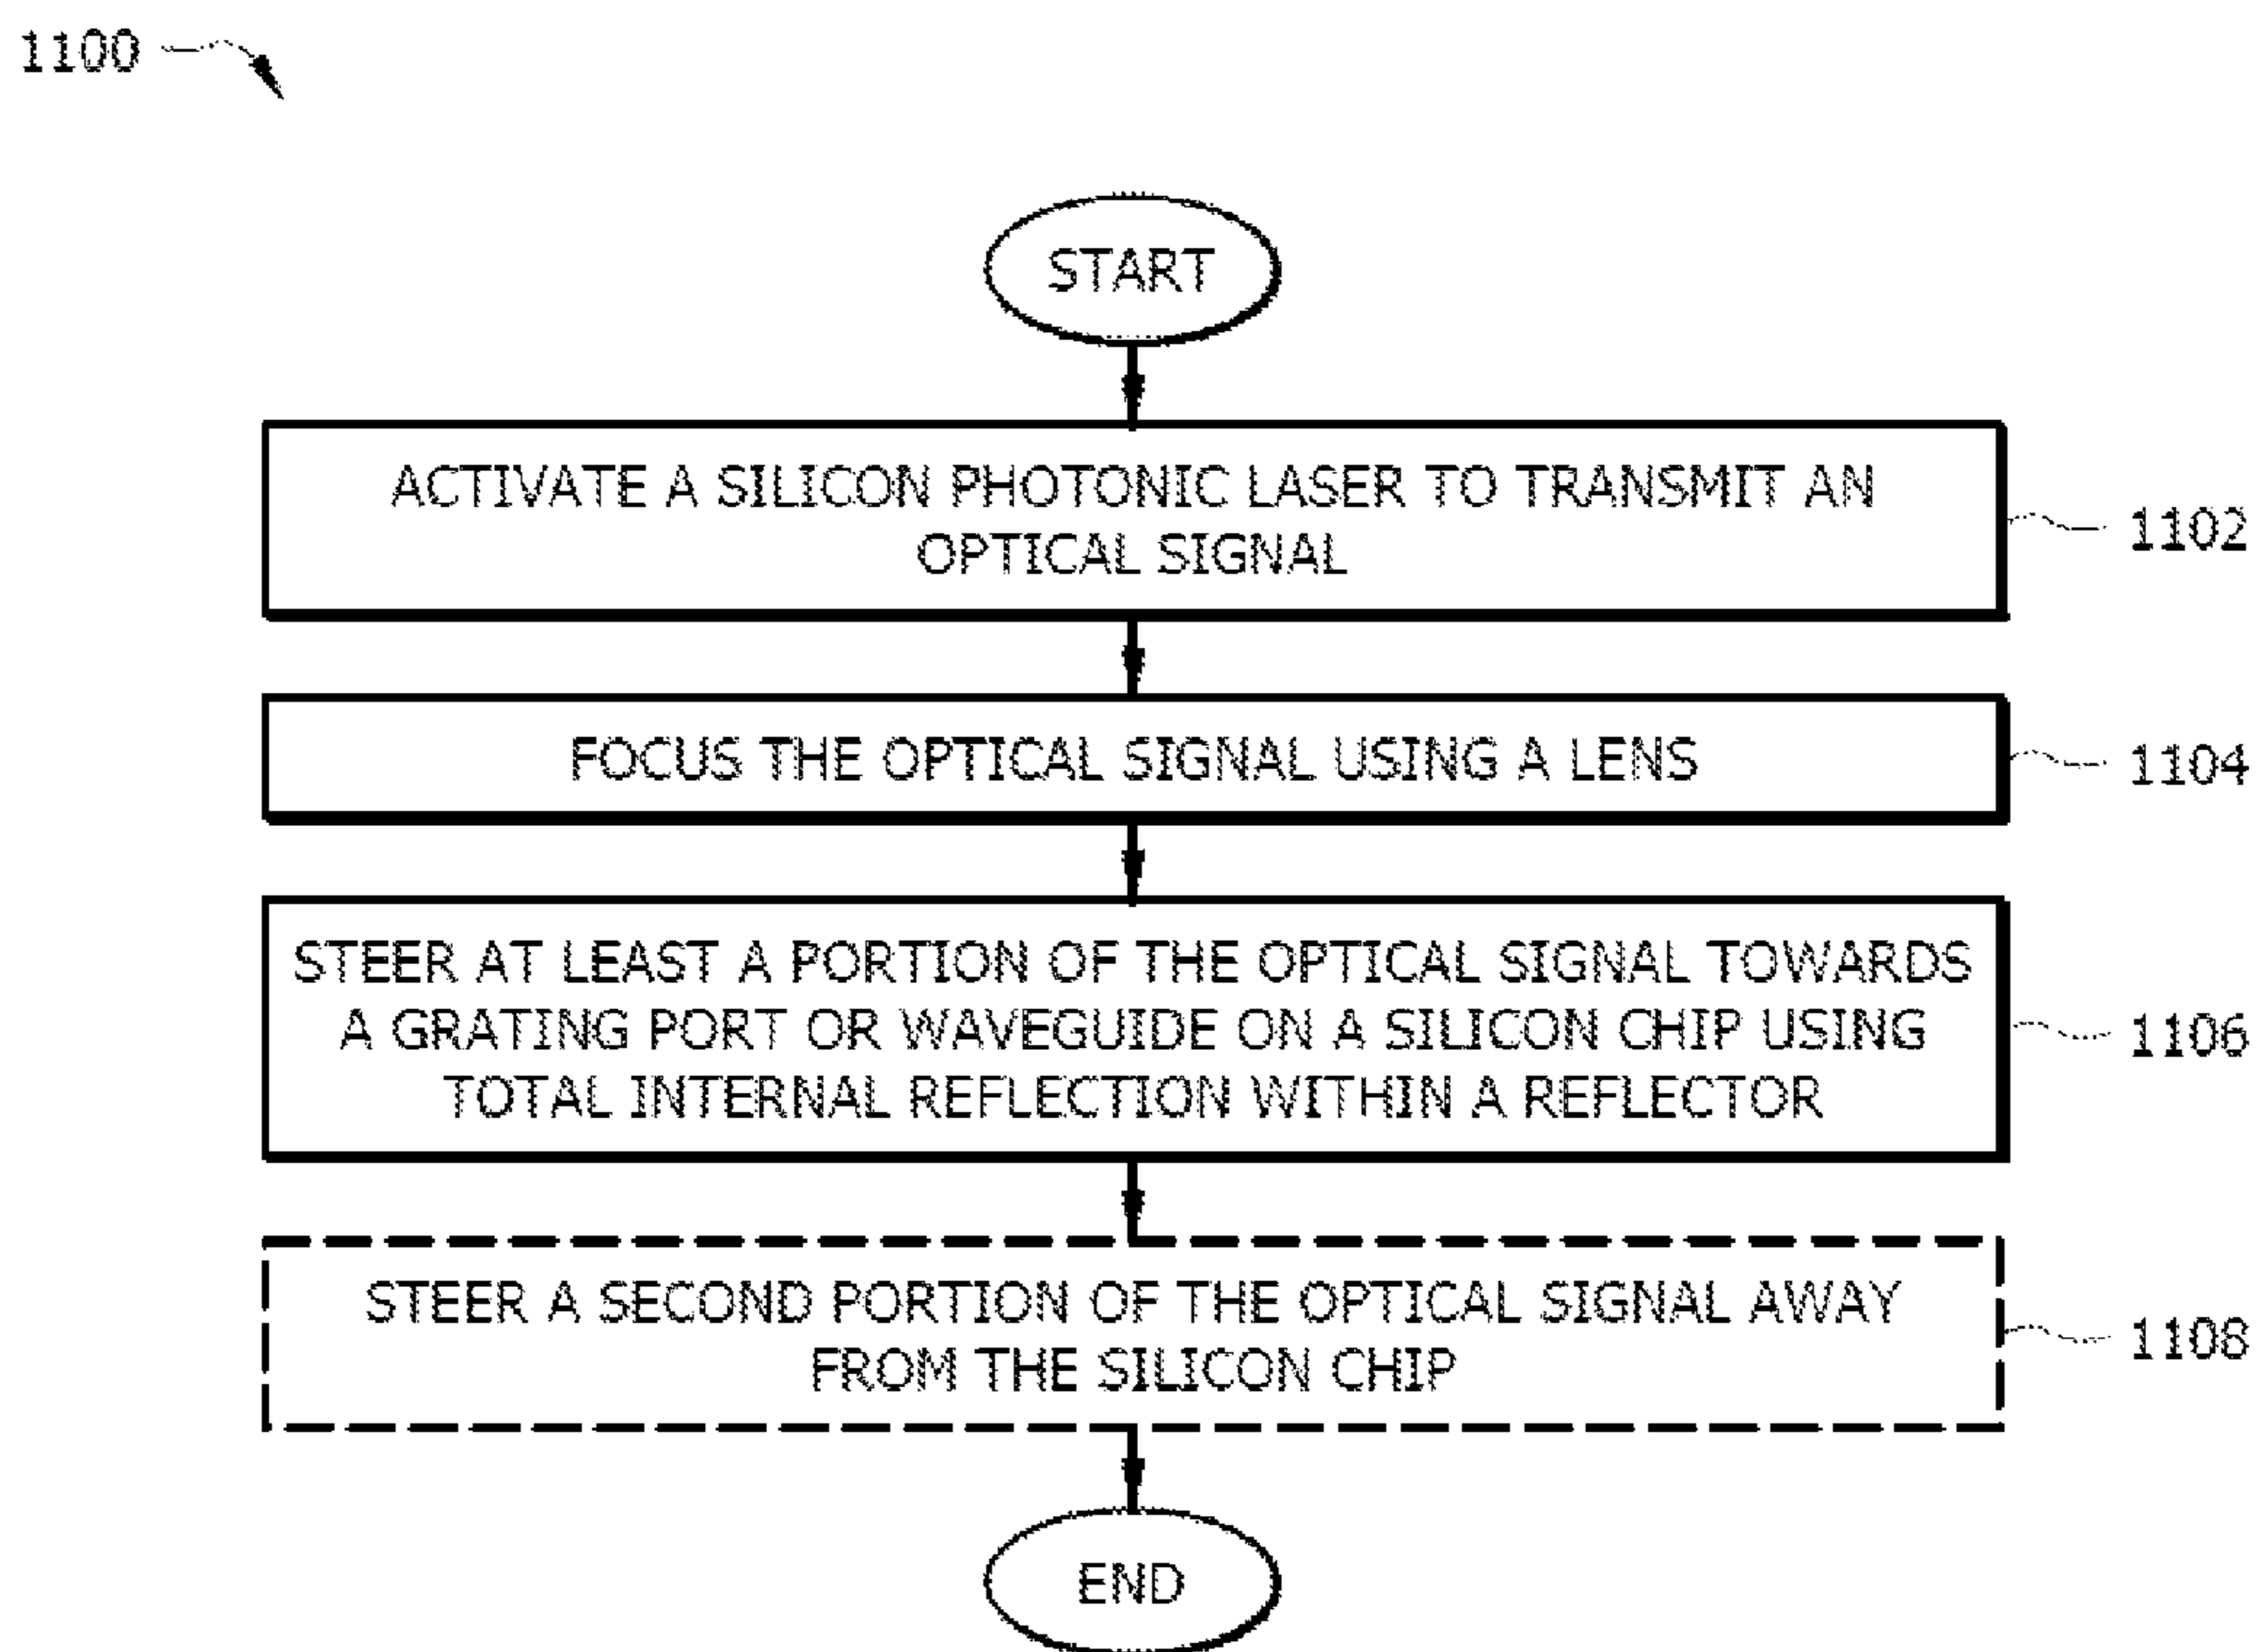 1100
START
ACTIVATE A SILICON PHOTONIC LASER TO TRANSMIT AN
OPTICAL SIGNAL
1102
FOCUS THE OPTICAL SIGNAL USING A LENS
1104
STEER AT LEAST A PORTION OF THE OPTICAL SIGNAL TOWARDS
A GRATING PORT OR WAVEGUIDE ON A SILICON CHIP USING
TOTAL INTERNAL REFLECTION WITHIN A REFLECTOR
1106
STEER A SECOND PORTION OF THE OPTICAL SIGNAL AWAY
FROM THE SILICON CHIP
1108
END